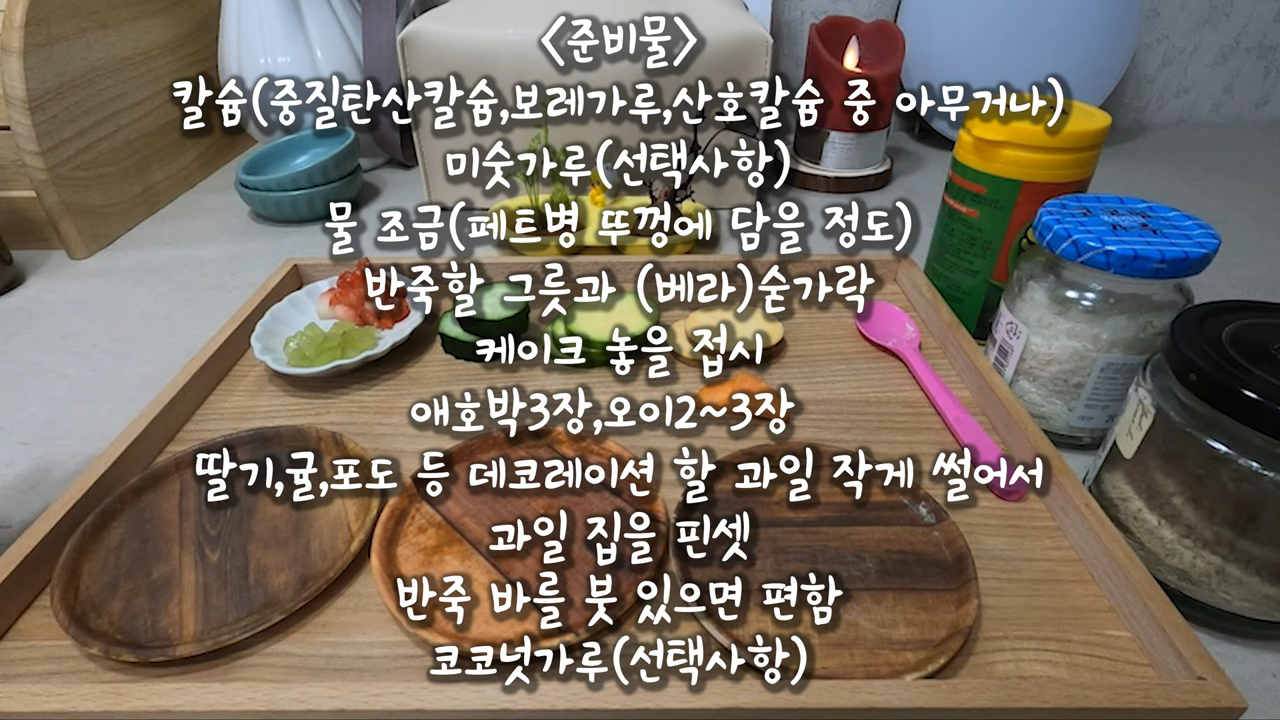 <준비물>
칼슘(중질탄산칼슘,보레가루,산호칼슘 중 아무거나)
미숫가루(선택사항)
물 조금(페트병 뚜껑에 담을 정도)
반죽할 그릇과 (베라)숟가락
케이크 놓을 접시
애호박3장,오이2~3장
딸기,귤,포도 등 데코레이션 할 과일 작게 썰어서
과일 집을 핀셋
반죽 바를 붓 있으면 편함
코코넛가루(선택사항)